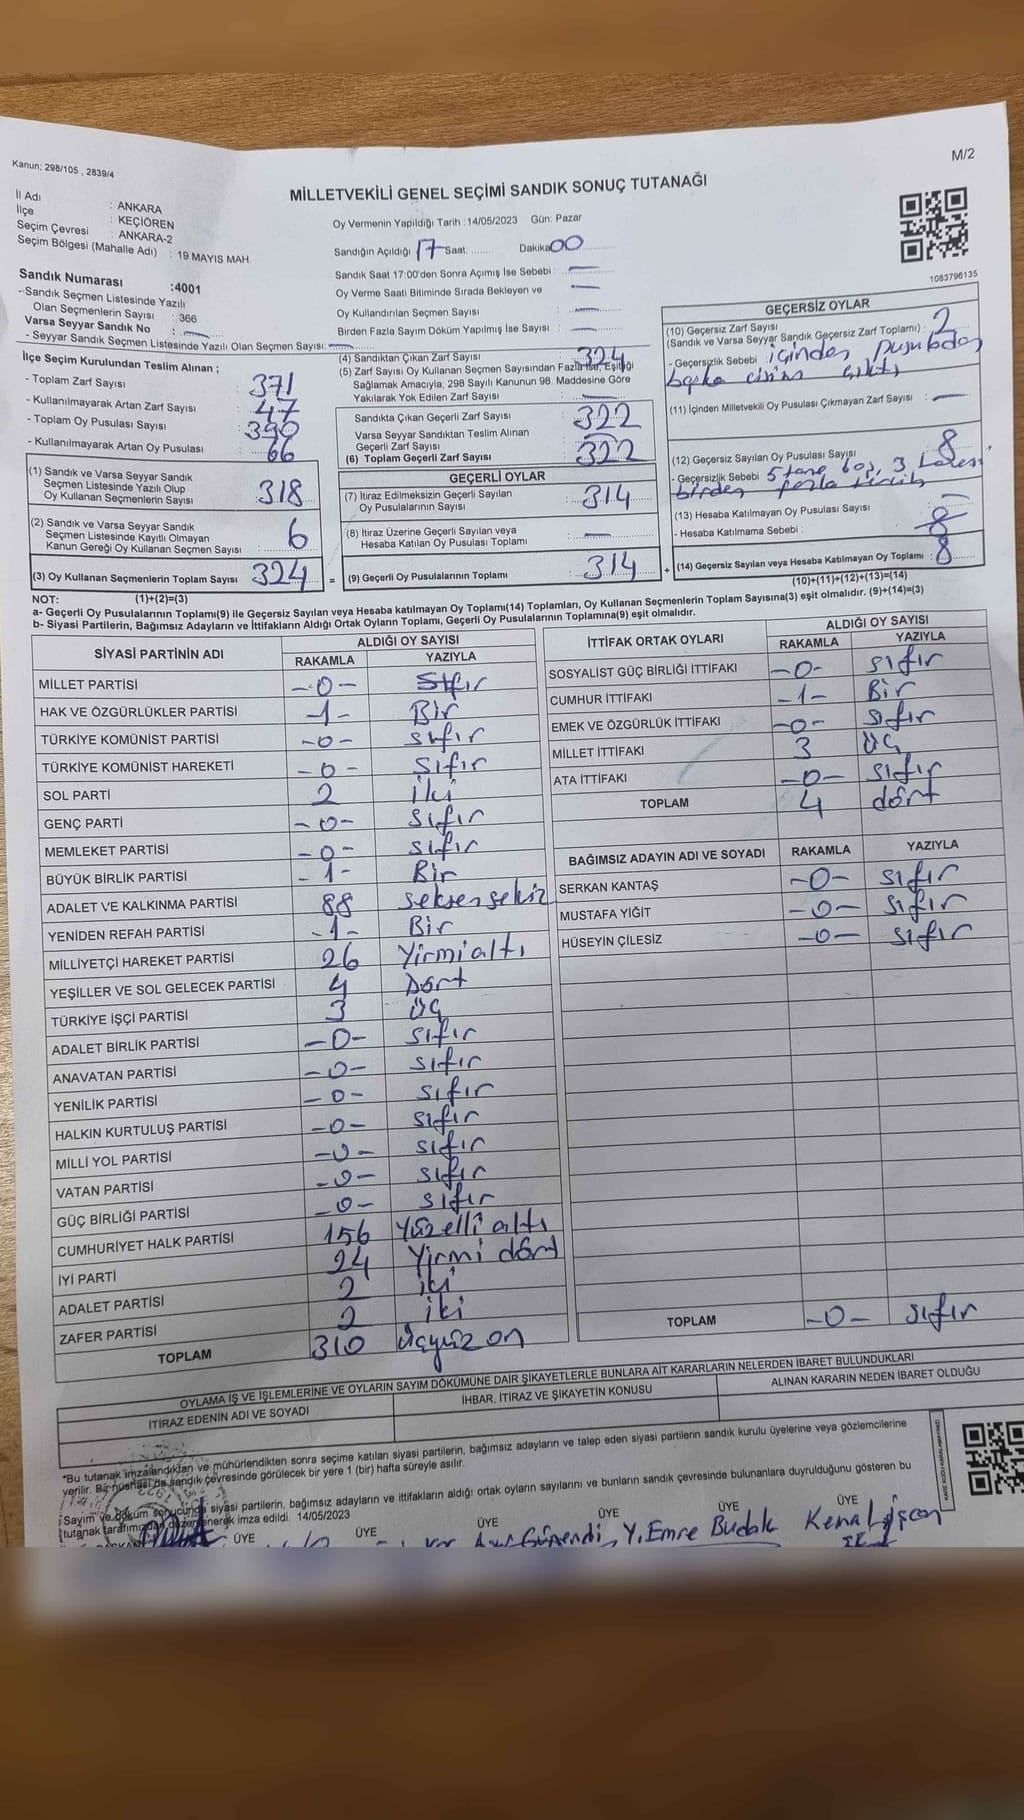 Kanun: 298/105 , 2839/4
M/2
MİLLETVEKİLİ GENEL SEÇİMİ SANDIK SONUÇ TUTANAĞI
İl Adı : ANKARA
İlçe : KEÇİÖREN
Seçim Çevresi : ANKARA-2
Seçim Bölgesi (Mahalle Adı) : 19 MAYIS MAH.
Oy Vermenin Yapıldığı Tarih : 14/05/2023 Gün: Pazar
Sandığın Açıldığı 17 Saat:........ Dakika 00
Sandık Saat 17:00'den Sonra Açımış İse Sebebi : —
Oy Verme Saati Bitiminde Sırada Bekleyen ve —
Oy Kullandırılan Seçmen Sayısı : —
Birden Fazla Sayım Döküm Yapılmış İse Sayısı : —
1083796135
Sandık Numarası :4001
-Sandık Seçmen Listesinde Yazılı
Olan Seçmenlerin Sayısı : 366
Varsa Seyyar Sandık No : —
- Seyyar Sandık Seçmen Listesinde Yazılı Olan Seçmen Sayısı: —
İlçe Seçim Kurulundan Teslim Alınan ;
- Toplam Zarf Sayısı : 371
- Kullanılmayarak Artan Zarf Sayısı : 47
- Toplam Oy Pusulası Sayısı : 390
- Kullanılmayarak Artan Oy Pusulası : 66
(1) Sandık ve Varsa Seyyar Sandık
Seçmen Listesinde Yazılı Olup
Oy Kullanan Seçmenlerin Sayısı : 318
(2) Sandık ve Varsa Seyyar Sandık
Seçmen Listesinde Kayıtlı Olmayan
Kanun Gereği Oy Kullanan Seçmen Sayısı : 6
(3) Oy Kullanan Seçmenlerin Toplam Sayısı 324 =
(4) Sandıktan Çıkan Zarf Sayısı : 324
(5) Zarf Sayısı Oy Kullanan Seçmen Sayısından Fazla İse, Eşitliği
Sağlamak Amacıyla; 298 Sayılı Kanunun 98. Maddesine Göre
Yakılarak Yok Edilen Zarf Sayısı : —
Sandıkta Çıkan Geçerli Zarf Sayısı : 322
Varsa Seyyar Sandıktan Teslim Alınan
Geçerli Zarf Sayısı : —
(6) Toplam Geçerli Zarf Sayısı : 322
GEÇERLİ OYLAR
(7) İtiraz Edilmeksizin Geçerli Sayılan
Oy Pusulalarının Sayısı : 314
(8) İtiraz Üzerine Geçerli Sayılan veya
Hesaba Katılan Oy Pusulası Toplamı : —
(9) Geçerli Oy Pusulalarının Toplamı : 314 +
GEÇERSİZ OYLAR
(10) Geçersiz Zarf Sayısı
(Sandık ve Varsa Seyyar Sandık Geçersiz Zarf Toplamı) : 2
- Geçersizlik Sebebi : içinden pusuladan
başka cisim çıktı
(11) İçinden Milletvekili Oy Pusulası Çıkmayan Zarf Sayısı : —
(12) Geçersiz Sayılan Oy Pusulası Sayısı : 8
- Geçersizlik Sebebi 5 tane boş, 3
birden fazla
(13) Hesaba Katılmayan Oy Pusulası Sayısı : —
- Hesaba Katılmama Sebebi : 8
(14) Geçersiz Sayılan veya Hesaba Katılmayan Oy Toplamı : 8
NOT: (1)+(2)=(3) (10)+(11)+(12)+(13)=(14)
a- Geçerli Oy Pusulalarının Toplamı(9) ile Geçersiz Sayılan veya Hesaba katılmayan Oy Toplamı(14) Toplamları, Oy Kullanan Seçmenlerin Toplam Sayısına(3) eşit olmalıdır. (9)+(14)=(3)
b- Siyasi Partilerin, Bağımsız Adayların ve İttifakların Aldığı Ortak Oyların Toplamı, Geçerli Oy Pusulalarının Toplamına(9) eşit olmalıdır.
SİYASİ PARTİNİN ADI ALDIĞI OY SAYISI
RAKAMLA YAZIYLA
MİLLET PARTİSİ -0- Sıfır
HAK VE ÖZGÜRLÜKLER PARTİSİ -1- Bir
TÜRKİYE KOMÜNİST PARTİSİ -0- sıfır
TÜRKİYE KOMÜNİST HAREKETİ -0- sıfır
SOL PARTİ 2 iki
GENÇ PARTİ -0- sıfır
MEMLEKET PARTİSİ -0- sıfır
BÜYÜK BİRLİK PARTİSİ -1- Bir
ADALET VE KALKINMA PARTİSİ 88 seksen sekiz
YENİDEN REFAH PARTİSİ -1- Bir
MİLLİYETÇİ HAREKET PARTİSİ 26 Yirmi altı
YEŞİLLER VE SOL GELECEK PARTİSİ 4 Dört
TÜRKİYE İŞÇİ PARTİSİ 3 üç
ADALET BİRLİK PARTİSİ -0- sıfır
ANAVATAN PARTİSİ -0- sıfır
YENİLİK PARTİSİ -0- sıfır
HALKIN KURTULUŞ PARTİSİ -0- sıfır
MİLLİ YOL PARTİSİ -0- sıfır
VATAN PARTİSİ -0- sıfır
GÜÇ BİRLİĞİ PARTİSİ -0- sıfır
CUMHURİYET HALK PARTİSİ 156 Yüzelli altı
İYİ PARTİ 24 Yirmi dört
ADALET PARTİSİ 2 iki
ZAFER PARTİSİ 2 iki
TOPLAM 310 üçyüz on
İTTİFAK ORTAK OYLARI ALDIĞI OY SAYISI
RAKAMLA YAZIYLA
SOSYALİST GÜÇ BİRLİĞİ İTTİFAKI -0- sıfır
CUMHUR İTTİFAKI -1- Bir
EMEK VE ÖZGÜRLÜK İTTİFAKI -0- sıfır
MİLLET İTTİFAKI 3 üç
ATA İTTİFAKI -0- sıfır
TOPLAM 4 dört
BAĞIMSIZ ADAYIN ADI VE SOYADI RAKAMLA YAZIYLA
SERKAN KANTAŞ -0- sıfır
MUSTAFA YİĞİT -0- sıfır
HÜSEYİN ÇİLESİZ -0- sıfır
TOPLAM -0- sıfır
OYLAMA İŞ VE İŞLEMLERİNE VE OYLARIN SAYIM DÖKÜMÜNE DAİR ŞİKAYETLERLE BUNLARA AİT KARARLARIN NELERDEN İBARET BULUNDUKLARI
İTİRAZ EDENİN ADI VE SOYADI İHBAR, İTİRAZ VE ŞİKAYETİN KONUSU ALINAN KARARIN NEDEN İBARET OLDUĞU
*Bu tutanak imzalandıktan ve mühürlendikten sonra seçime katılan siyasi partilerin, bağımsız adayların ve talep eden siyasi partilerin sandık kurulu üyelerine veya gözlemcilerine
verilir. Bir nüshası da sandık çevresinde görülecek bir yere 1 (bir) hafta süreyle asılır.
Sayım ve döküm sonucunda siyasi partilerin, bağımsız adayların ve ittifakların aldığı ortak oyların sayılarını ve bunların sandık çevresinde bulunanlara duyrulduğunu gösteren bu
tutanak tarafımızdan düzenlenerek imza edildi. 14/05/2023
ÜYE ÜYE ÜYE ÜYE ÜYE ÜYE
Günendi, Y. Emre Budak Kenal İşcan